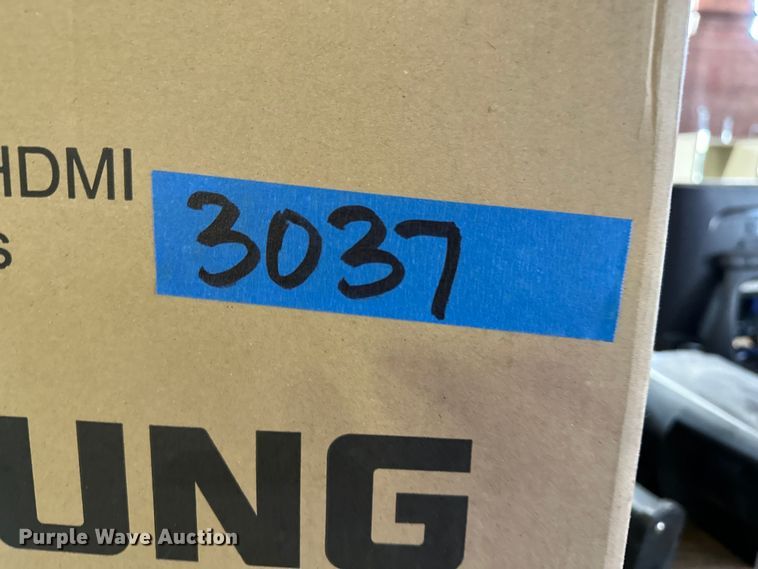 HDMI
s
3037
UNG
Purple Wave Auction